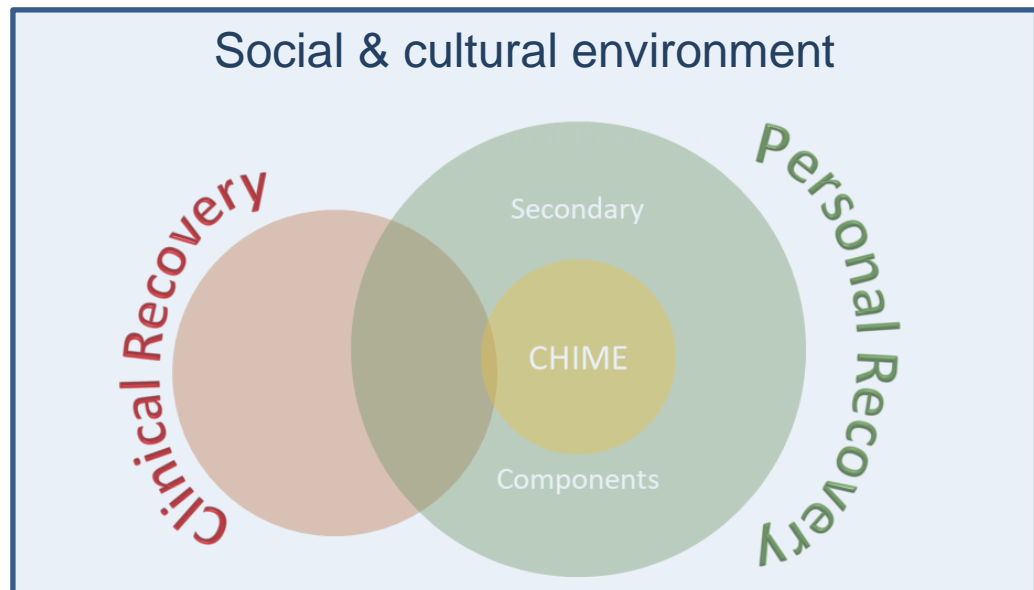 Social & cultural environment
Clinical Recovery
Personal Recovery
Secondary
CHIME
Components